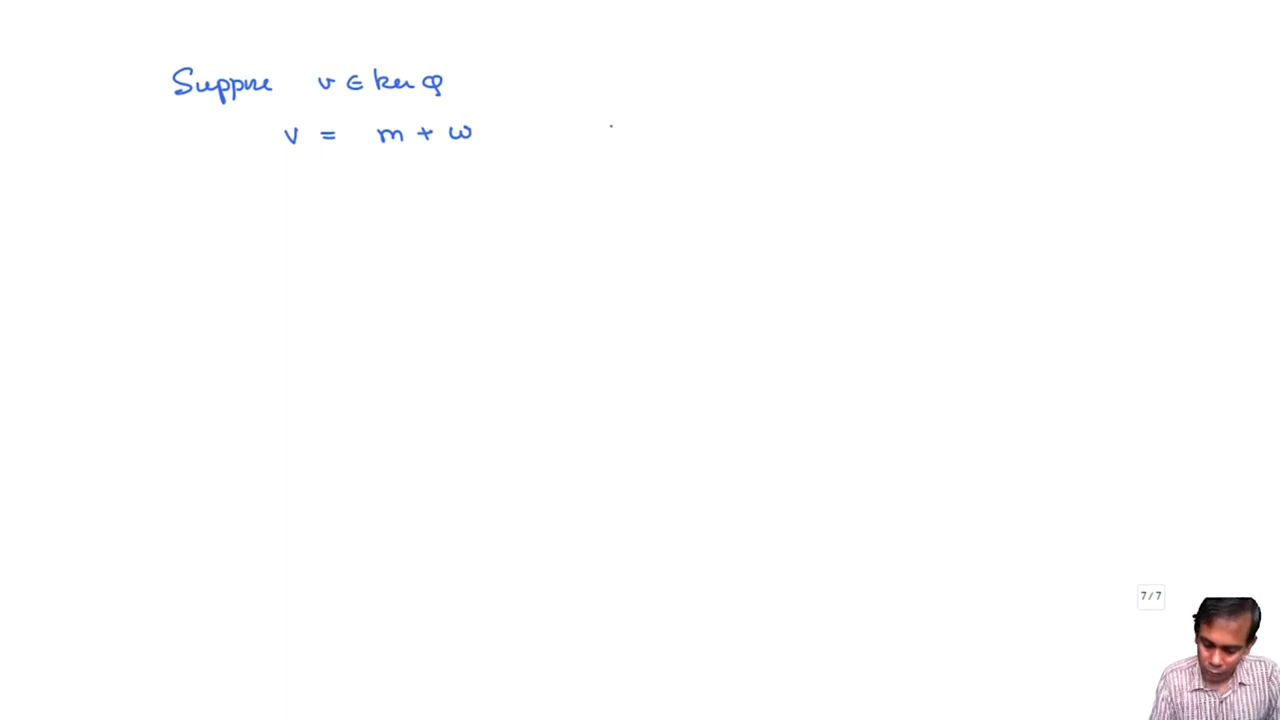 Suppose v ∈ ker φ
v = m + w
7 / 7